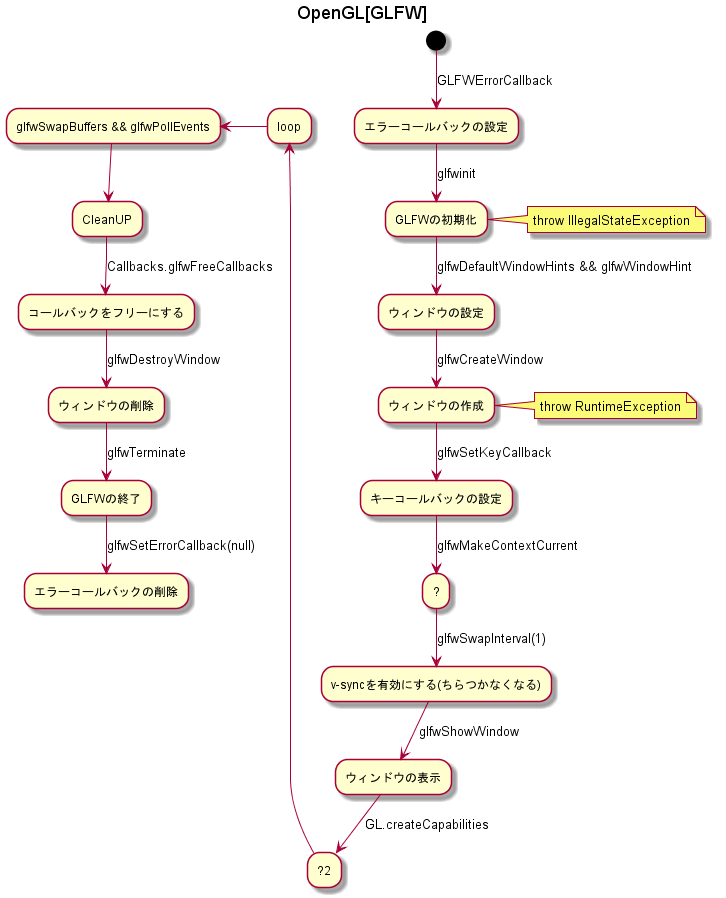 OpenGL[GLFW]
GLFWErrorCallback
エラーコールバックの設定
glfwinit
GLFWの初期化
throw IllegalStateException
glfwDefaultWindowHints && glfwWindowHint
ウィンドウの設定
glfwCreateWindow
ウィンドウの作成
throw RuntimeException
glfwSetKeyCallback
キーコールバックの設定
glfwMakeContextCurrent
?
glfwSwapInterval(1)
v-syncを有効にする(ちらつかなくなる)
glfwShowWindow
ウィンドウの表示
GL.createCapabilities
?2
loop
glfwSwapBuffers && glfwPollEvents
CleanUP
Callbacks.glfwFreeCallbacks
コールバックをフリーにする
glfwDestroyWindow
ウィンドウの削除
glfwTerminate
GLFWの終了
glfwSetErrorCallback(null)
エラーコールバックの削除